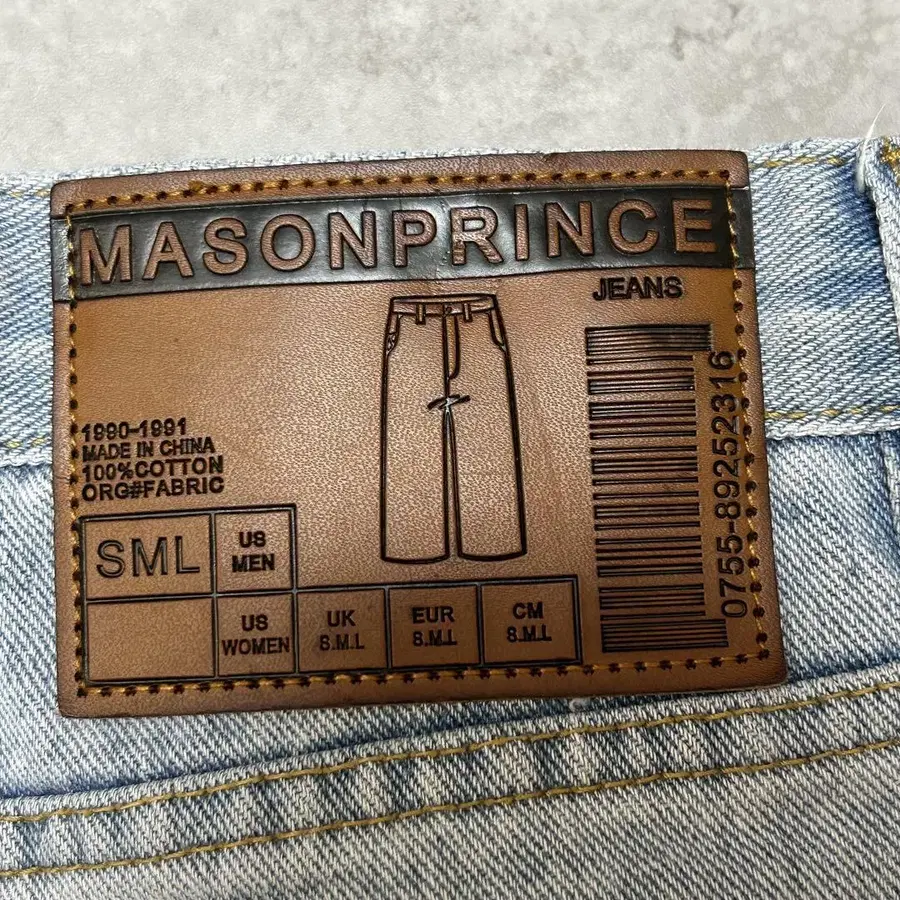 MASONPRINCE
JEANS
1990-1991
MADE IN CHINA
100%COTTON
ORG#FABRIC
SML
US
MEN
US
WOMEN
UK
S.M.L
EUR
S.M.L
CM
S.M.L
0755-89252316